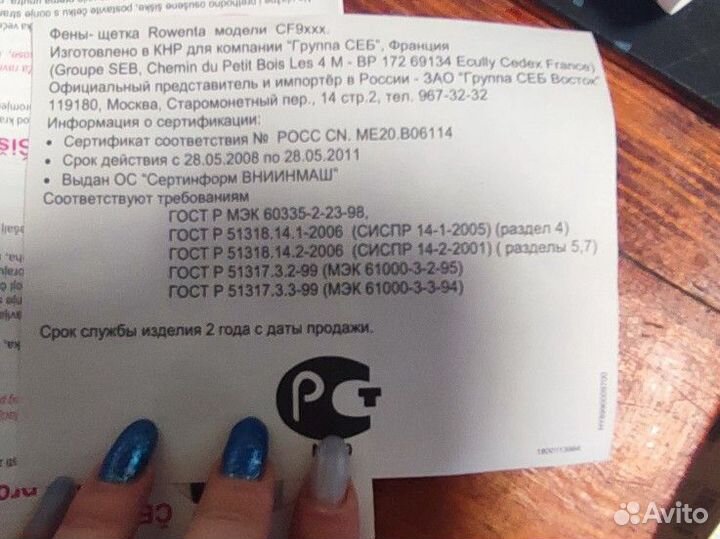 Фены- щетка Rowenta модели CF9xxx.
Изготовлено в КНР для компании "Группа СЕБ", Франция
(Groupe SEB, Chemin du Petit Bois Les 4 M - BP 172 69134 Ecully Cedex France)
Официальный представитель и импортёр в России - ЗАО "Группа СЕБ Восток"
119180, Москва, Старомонетный пер., 14 стр.2, тел. 967-32-32
Информация о сертификации:
• Сертификат соответствия № РОСС CN. ME20.B06114
• Срок действия с 28.05.2008 по 28.05.2011
• Выдан ОС "Сертинформ ВНИИНМАШ"
Соответствуют требованиям
ГОСТ Р МЭК 60335-2-23-98,
ГОСТ Р 51318.14.1-2006 (СИСПР 14-1-2005) (раздел 4)
ГОСТ Р 51318.14.2-2006 (СИСПР 14-2-2001) ( разделы 5,7)
ГОСТ Р 51317.3.2-99 (МЭК 61000-3-2-95)
ГОСТ Р 51317.3.3-99 (МЭК 61000-3-3-94)
Срок службы изделия 2 года с даты продажи.
РСТ
Avito